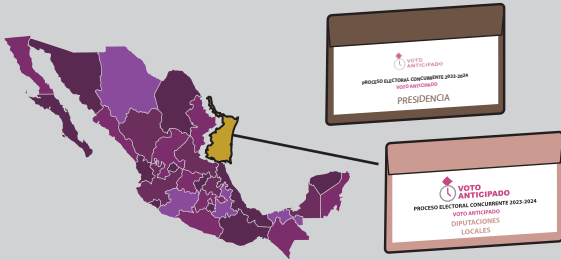 VOTO
ANTICIPADO
PROCESO ELECTORAL CONCURRENTE 2023-2024
VOTO ANTICIPADO
PRESIDENCIA
VOTO
ANTICIPADO
PROCESO ELECTORAL CONCURRENTE 2023-2024
VOTO ANTICIPADO
DIPUTACIONES
LOCALES